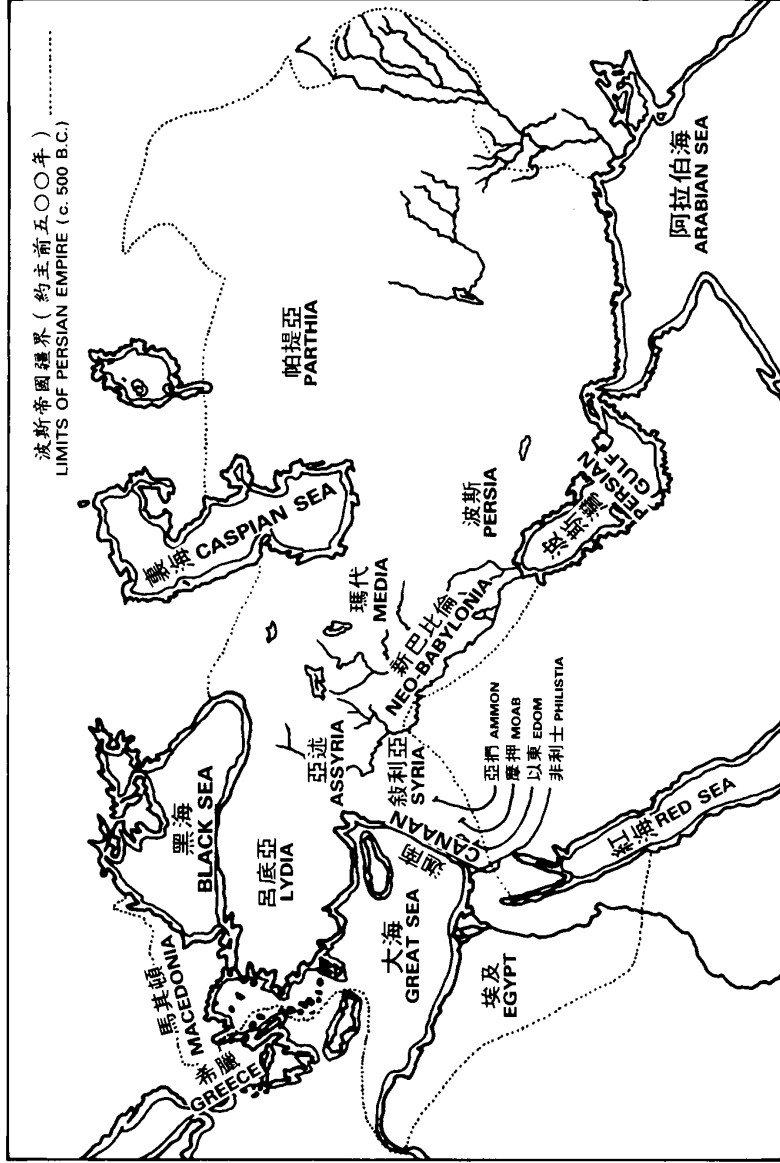 波斯帝國疆界（約主前五〇〇年）
LIMITS OF PERSIAN EMPIRE (c. 500 B.C.)
馬其頓
MACEDONIA
希臘
GREECE
黑海
BLACK SEA
呂底亞
LYDIA
裏海 CASPIAN SEA
帕提亞
PARTHIA
亞述
ASSYRIA
瑪代
MEDIA
大海
GREAT SEA
迦南
CANAAN
敍利亞
SYRIA
新巴比倫
NEO-BABYLONIA
波斯
PERSIA
埃及
EGYPT
亞捫 AMMON
摩押 MOAB
以東 EDOM
非利士 PHILISTIA
紅海 RED SEA
波斯灣
PERSIAN
GULF
阿拉伯海
ARABIAN SEA